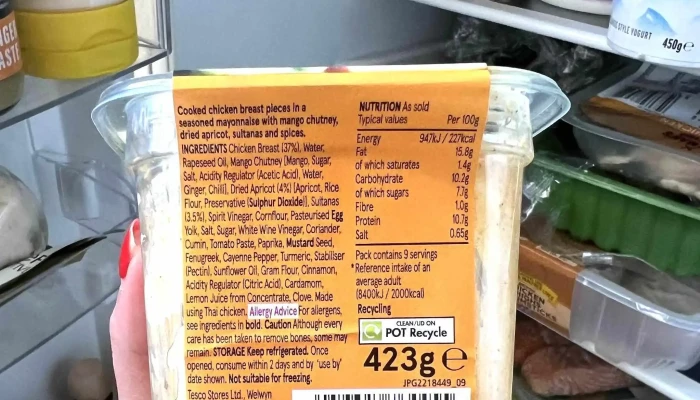 STYLE YOGURT
450g e
ASTE
Cooked chicken breast pieces in a
seasoned mayonnaise with mango chutney,
dried apricot, sultanas and spices.
INGREDIENTS Chicken Breast (37%), Water,
Rapeseed Oil, Mango Chutney [Mango, Sugar,
Salt, Acidity Regulator (Acetic Acid), Water,
Ginger, Chilli], Dried Apricot (4%) [Apricot, Rice
Flour, Preservative (Sulphur Dioxide)], Sultanas
(3.5%), Spirit Vinegar, Cornflour, Pasteurised Egg
Yolk, Salt, Sugar, White Wine Vinegar, Coriander,
Cumin, Tomato Paste, Paprika, Mustard Seed,
Fenugreek, Cayenne Pepper, Turmeric, Stabiliser
(Pectin), Sunflower Oil, Gram Flour, Cinnamon,
Acidity Regulator (Citric Acid), Cardamom,
Lemon Juice from Concentrate, Clove. Made
using Thai chicken. Allergy Advice For allergens,
see ingredients in bold. Caution Although every
care has been taken to remove bones, some may
remain. STORAGE Keep refrigerated. Once
opened, consume within 2 days and by 'use by'
date shown. Not suitable for freezing.
Tesco Stores Ltd., Welwyn
NUTRITION As sold
Typical values Per 100g
Energy 947kJ / 227kcal
Fat 15.8g
of which saturates 1.4g
Carbohydrate 10.2g
of which sugars 7.7g
Fibre 1.0g
Protein 10.7g
Salt 0.65g
Pack contains 9 servings
*Reference intake of an
average adult
(8400kJ / 2000kcal)
Recycling
CLEAN/LID ON
POT Recycle
423g e
JPG2218449_09